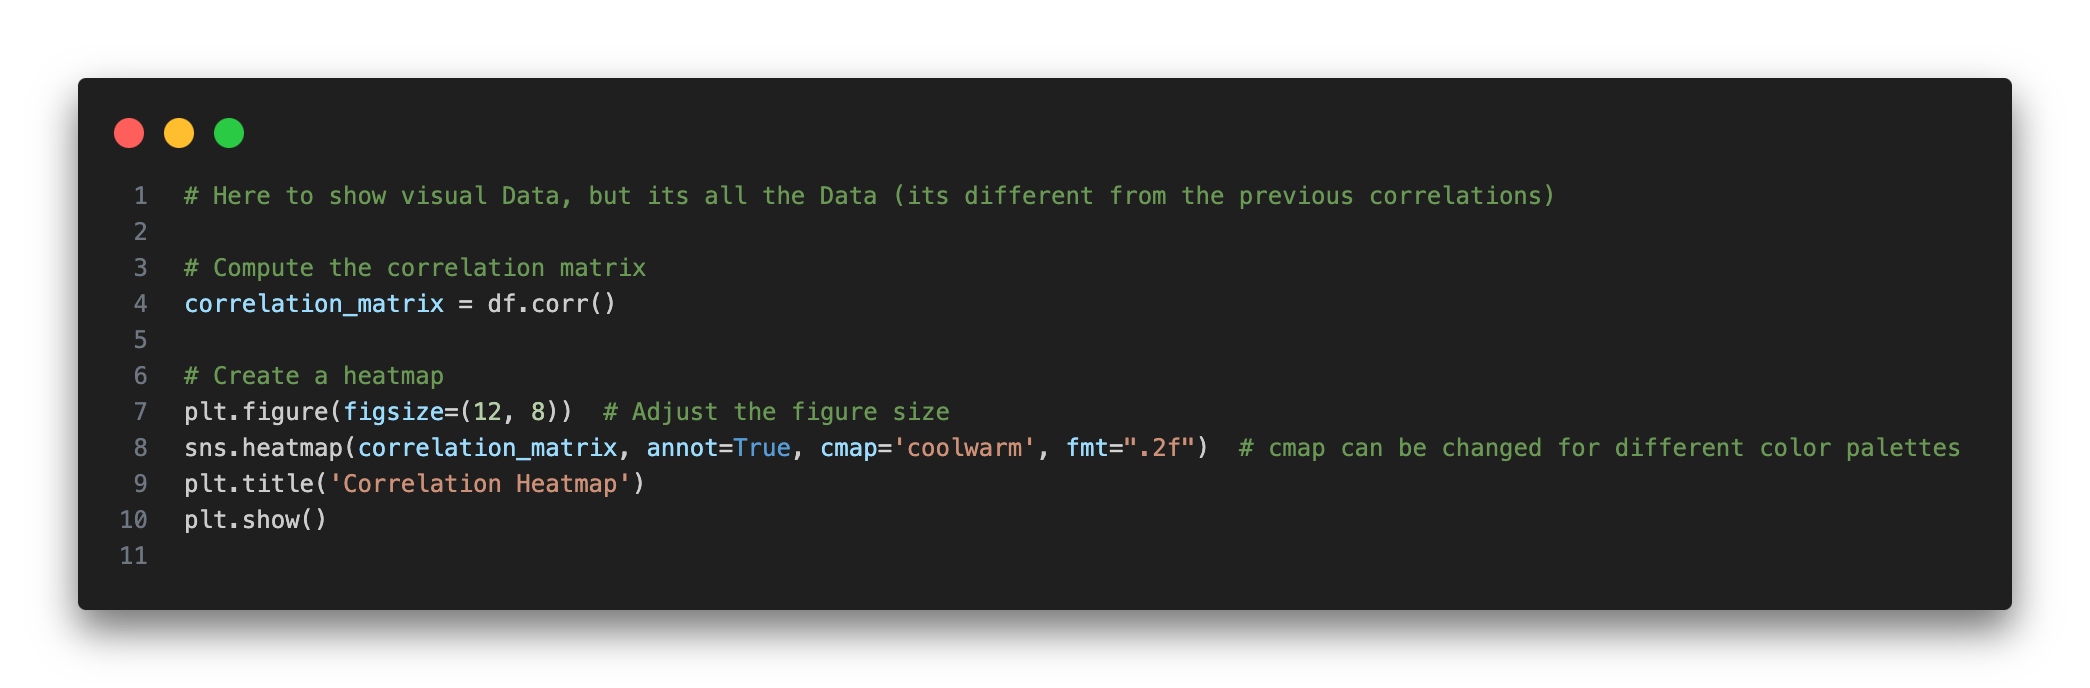 1 # Here to show visual Data, but its all the Data (its different from the previous correlations)
2
3 # Compute the correlation matrix
4 correlation_matrix = df.corr()
5
6 # Create a heatmap
7 plt.figure(figsize=(12, 8))  # Adjust the figure size
8 sns.heatmap(correlation_matrix, annot=True, cmap='coolwarm', fmt=".2f")  # cmap can be changed for different color palettes
9 plt.title('Correlation Heatmap')
10 plt.show()
11